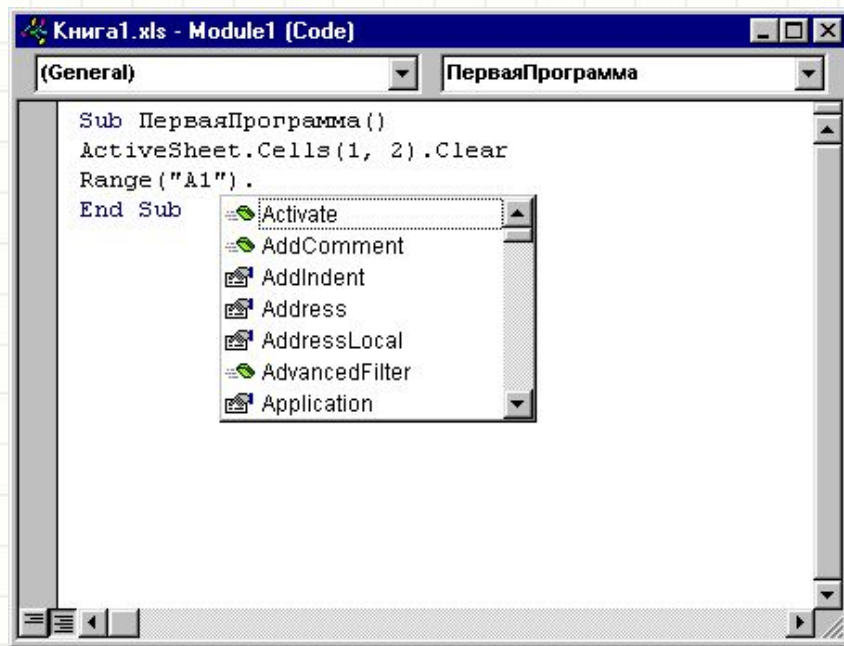 Книга1.xls - Module1 (Code)
(General) ПерваяПрограмма
Sub ПерваяПрограмма()
ActiveSheet.Cells(1, 2).Clear
Range("A1").
End Sub
Activate
AddComment
AddIndent
Address
AddressLocal
AdvancedFilter
Application